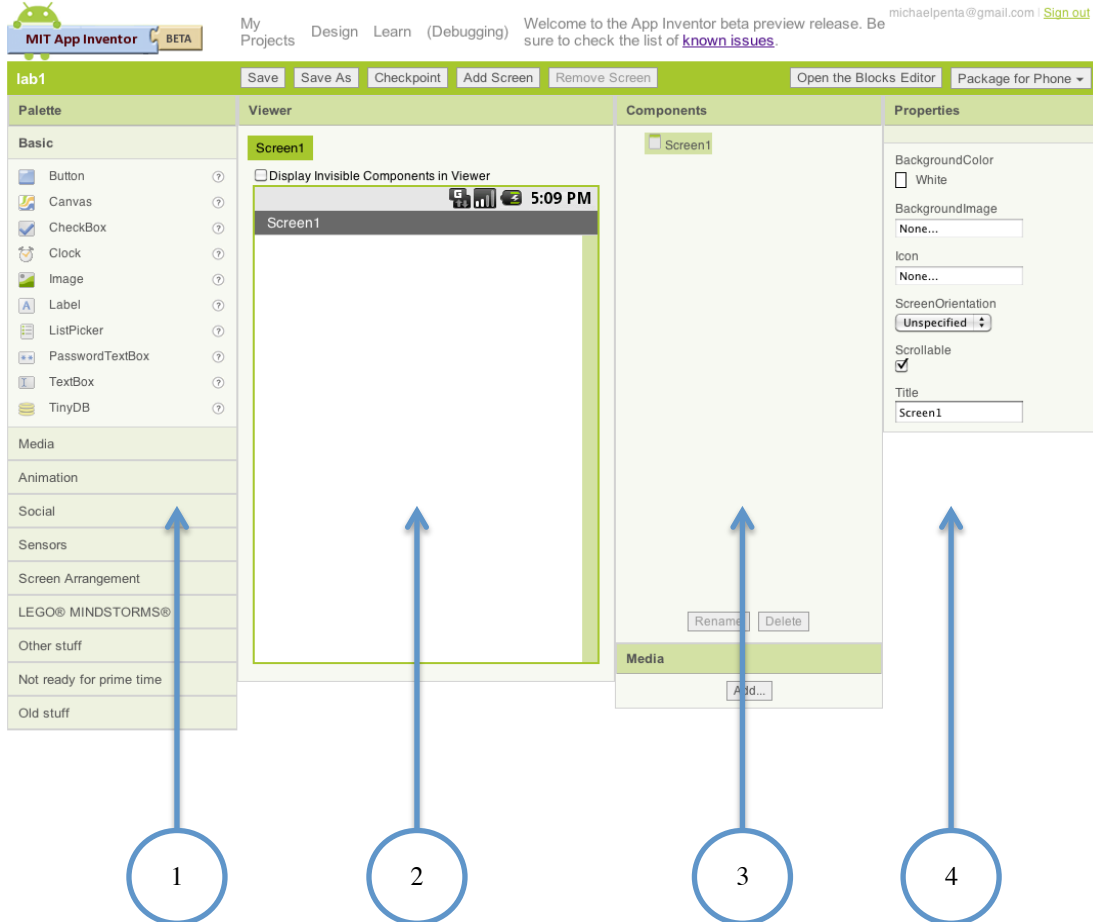 michaelpenta@gmail.com | Sign out
MIT App Inventor BETA
My Projects Design Learn (Debugging)
Welcome to the App Inventor beta preview release. Be
sure to check the list of known issues.
lab1 Save Save As Checkpoint Add Screen Remove Screen Open the Blocks Editor Package for Phone
Palette
Basic
Button ?
Canvas ?
CheckBox ?
Clock ?
Image ?
A Label ?
ListPicker ?
PasswordTextBox ?
TextBox ?
TinyDB ?
Media
Animation
Social
Sensors
Screen Arrangement
LEGO® MINDSTORMS®
Other stuff
Not ready for prime time
Old stuff
Viewer
Screen1
Display Invisible Components in Viewer
G 5:09 PM
Screen1
Components
Screen1
Rename Delete
Media
Add...
Properties
BackgroundColor
White
BackgroundImage
None...
Icon
None...
ScreenOrientation
Unspecified
Scrollable
Title
Screen1
1 2 3 4